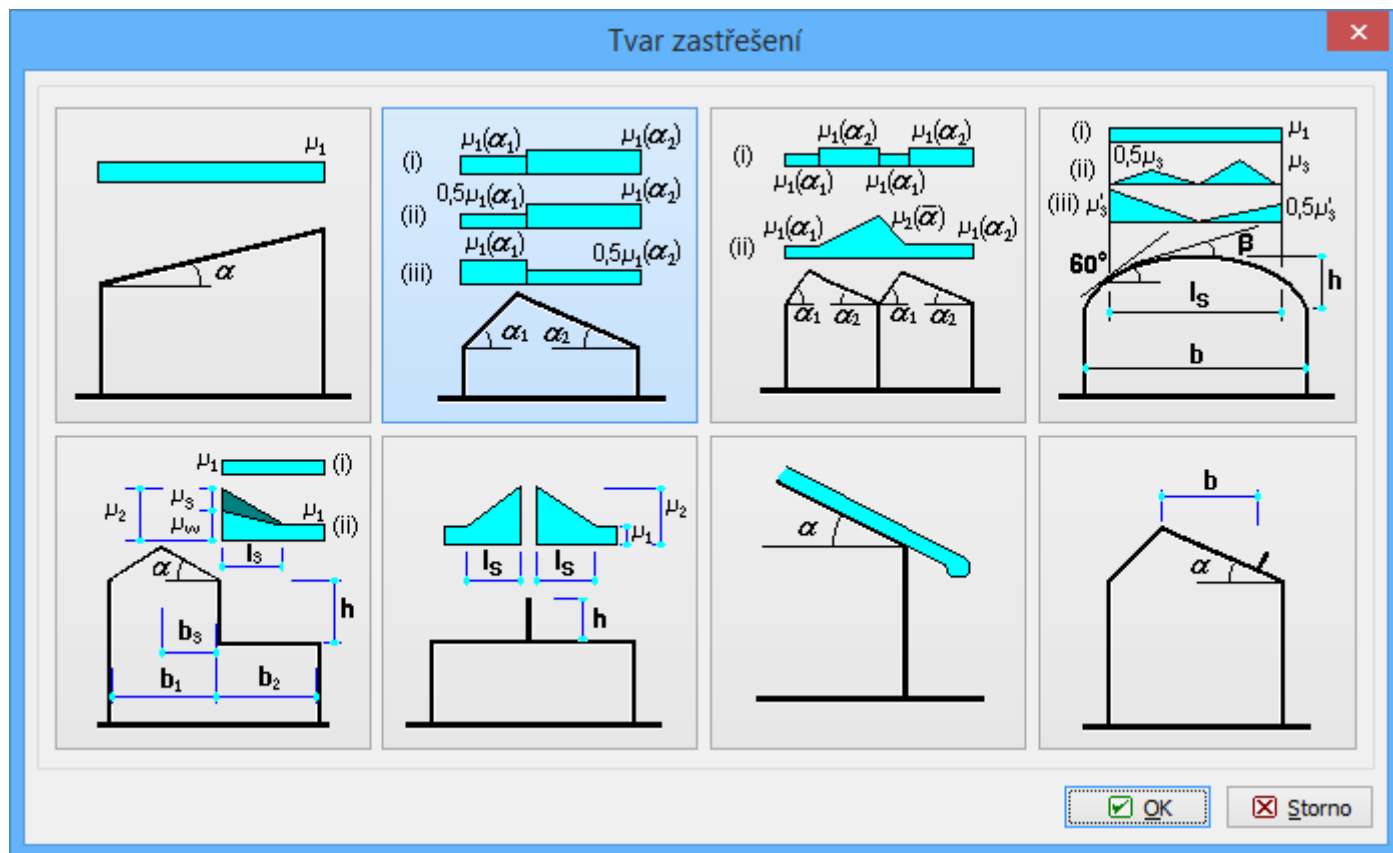 Tvar zastřešení
μ₁
α
(i) μ₁(α₁) μ₁(α₂)
(ii) 0,5μ₁(α₁) μ₁(α₂)
(iii) μ₁(α₁) 0,5μ₁(α₂)
α₁ α₂
(i) μ₁(α₂) μ₁(α₂)
μ₁(α₁) μ₁(α₁)
(ii) μ₁(α₁) μ₂(α̅) μ₁(α₂)
α₁ α₂ α₁ α₂
(i) μ₁
(ii) 0,5μ₃ μ₃
(iii) μ₃' 0,5μ₃'
60° β
h
lS
b
μ₁ (i)
μ₂ μs μw μ₁ (ii)
ls
α
h
bs
b₁ b₂
μ₂
μ₁
lS lS
h
α
b
α
OK Storno